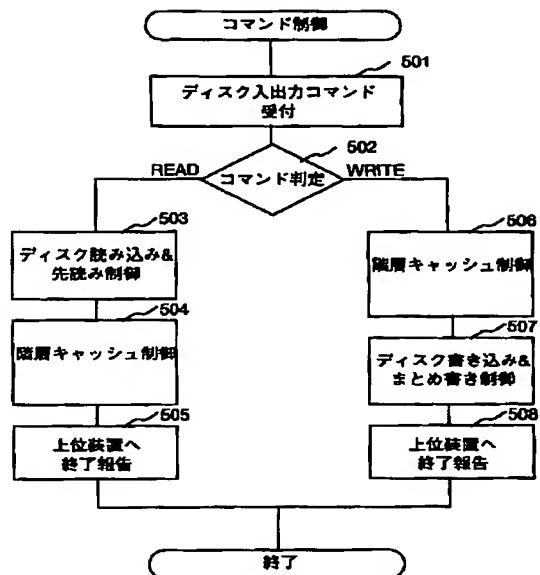 コマンド制御
501
ディスク入出力コマンド
受付
502
READ
コマンド判定
WRITE
503
ディスク読み込み&
先読み制御
504
階層キャッシュ制御
505
上位装置へ
終了報告
506
階層キャッシュ制御
507
ディスク書き込み&
まとめ書き制御
508
上位装置へ
終了報告
終了